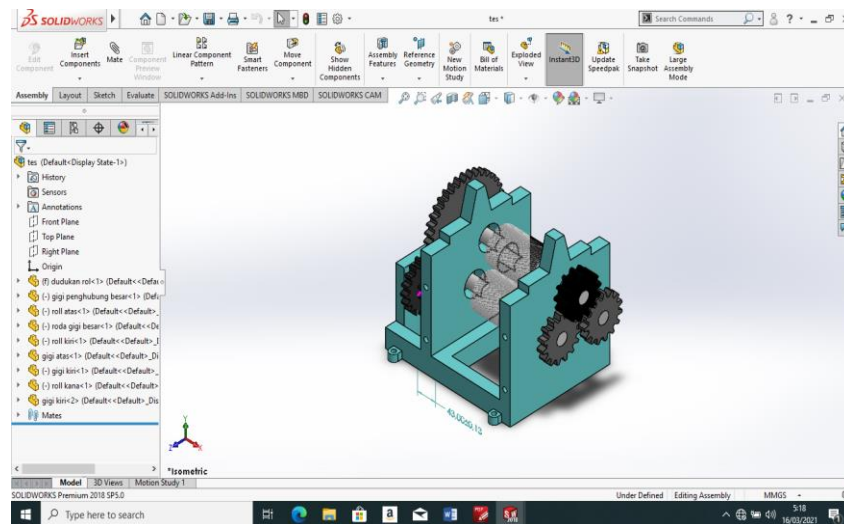 SOLIDWORKS
tes *
Search Commands
Edit Component
Insert Components
Mate
Component Preview Window
Linear Component Pattern
Smart Fasteners
Move Component
Show Hidden Components
Assembly Features
Reference Geometry
New Motion Study
Bill of Materials
Exploded View
Instant3D
Update Speedpak
Take Snapshot
Large Assembly Mode
Assembly Layout Sketch Evaluate SOLIDWORKS Add-Ins SOLIDWORKS MBD SOLIDWORKS CAM
tes (Default<Display State-1>)
History
Sensors
Annotations
Front Plane
Top Plane
Right Plane
Origin
(f) dudukan rol<1> (Default<<Defau
(-) gigi penghubung besar<1> (Defa
(-) roll atas<1> (Default<<Default>_
(-) roda gigi besar<1> (Default<<De
(-) roll kiri<1> (Default<<Default>_
gigi atas<1> (Default<<Default>_Di
(-) gigi kiri<1> (Default<<Default>_
(-) roll kana<1> (Default<<Default>
gigi kiri<2> (Default<<Default>_Dis
Mates
Y
Z
X
*Isometric
Model 3D Views Motion Study 1
SOLIDWORKS Premium 2018 SP5.0
Under Defined Editing Assembly MMGS
Type here to search
5:18
16/03/2021